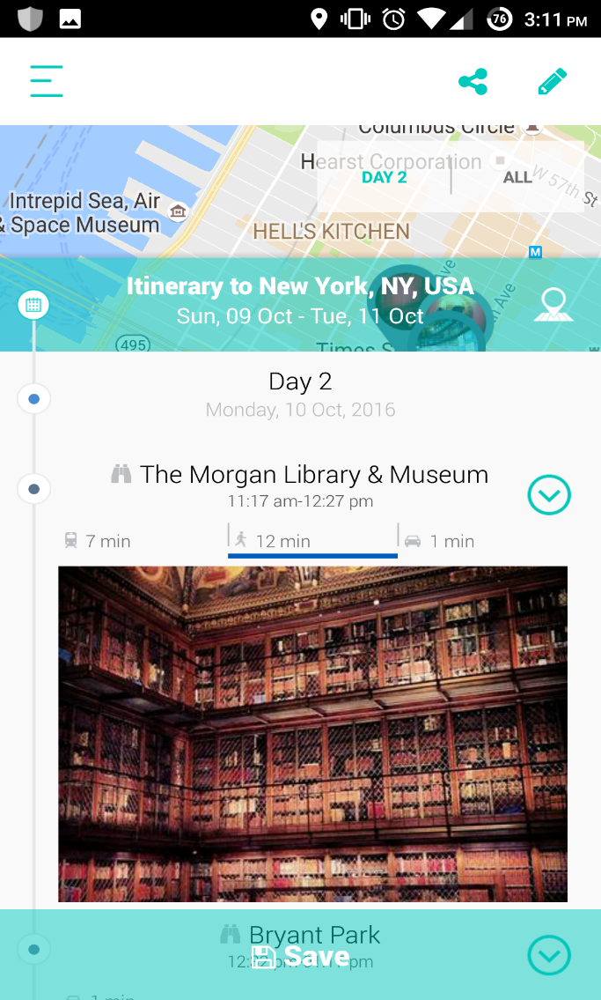 76 3:11 PM
Columbus Circle
Hearst Corporation
DAY 2 ALL
W 57th St
Intrepid Sea, Air
& Space Museum
HELL'S KITCHEN
M
Itinerary to New York, NY, USA
Sun, 09 Oct - Tue, 11 Oct
Ave
Ave
495
Times S
Day 2
Monday, 10 Oct, 2016
The Morgan Library & Museum
11:17 am-12:27 pm
7 min 12 min 1 min
Bryant Park
Save
1 min